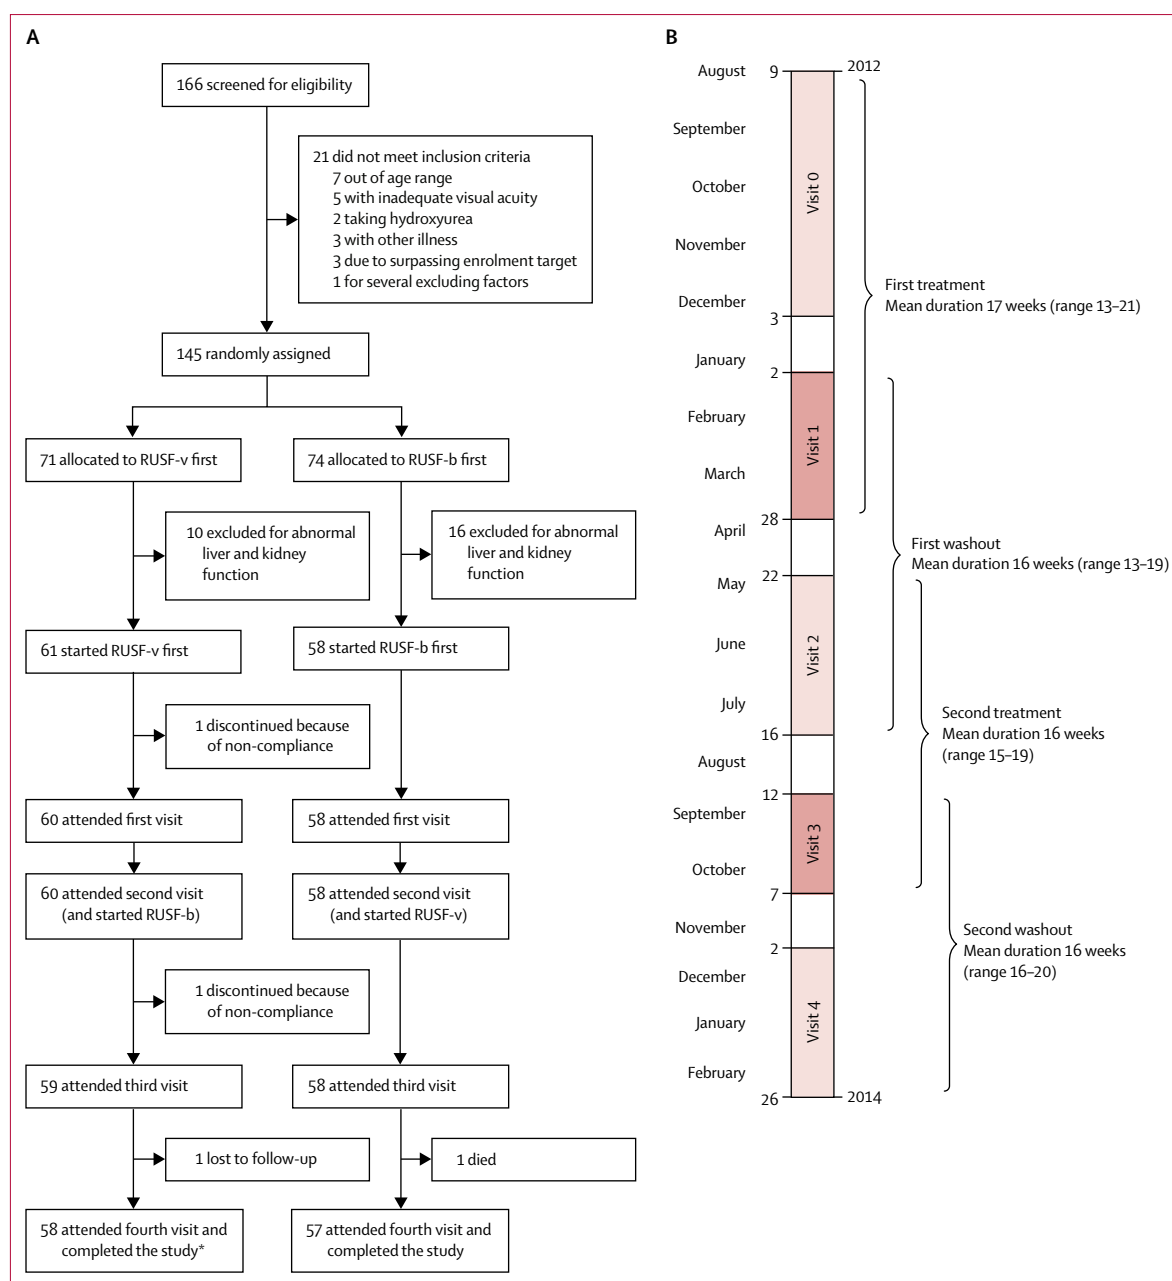 A
166 screened for eligibility
21 did not meet inclusion criteria
7 out of age range
5 with inadequate visual acuity
2 taking hydroxyurea
3 with other illness
3 due to surpassing enrolment target
1 for several excluding factors
145 randomly assigned
71 allocated to RUSF-v first
74 allocated to RUSF-b first
10 excluded for abnormal
liver and kidney
function
16 excluded for abnormal
liver and kidney
function
61 started RUSF-v first
58 started RUSF-b first
1 discontinued because
of non-compliance
60 attended first visit
58 attended first visit
60 attended second visit
(and started RUSF-b)
58 attended second visit
(and started RUSF-v)
1 discontinued because
of non-compliance
59 attended third visit
58 attended third visit
1 lost to follow-up
1 died
58 attended fourth visit and
completed the study*
57 attended fourth visit and
completed the study
B
August 9 2012
September
October
November
December
3
January
2
February
March
28
April
22
May
June
July
16
August
12
September
October
7
November
2
December
January
February
26 2014
Visit 0
Visit 1
Visit 2
Visit 3
Visit 4
First treatment
Mean duration 17 weeks (range 13–21)
First washout
Mean duration 16 weeks (range 13–19)
Second treatment
Mean duration 16 weeks
(range 15–19)
Second washout
Mean duration 16 weeks
(range 16–20)